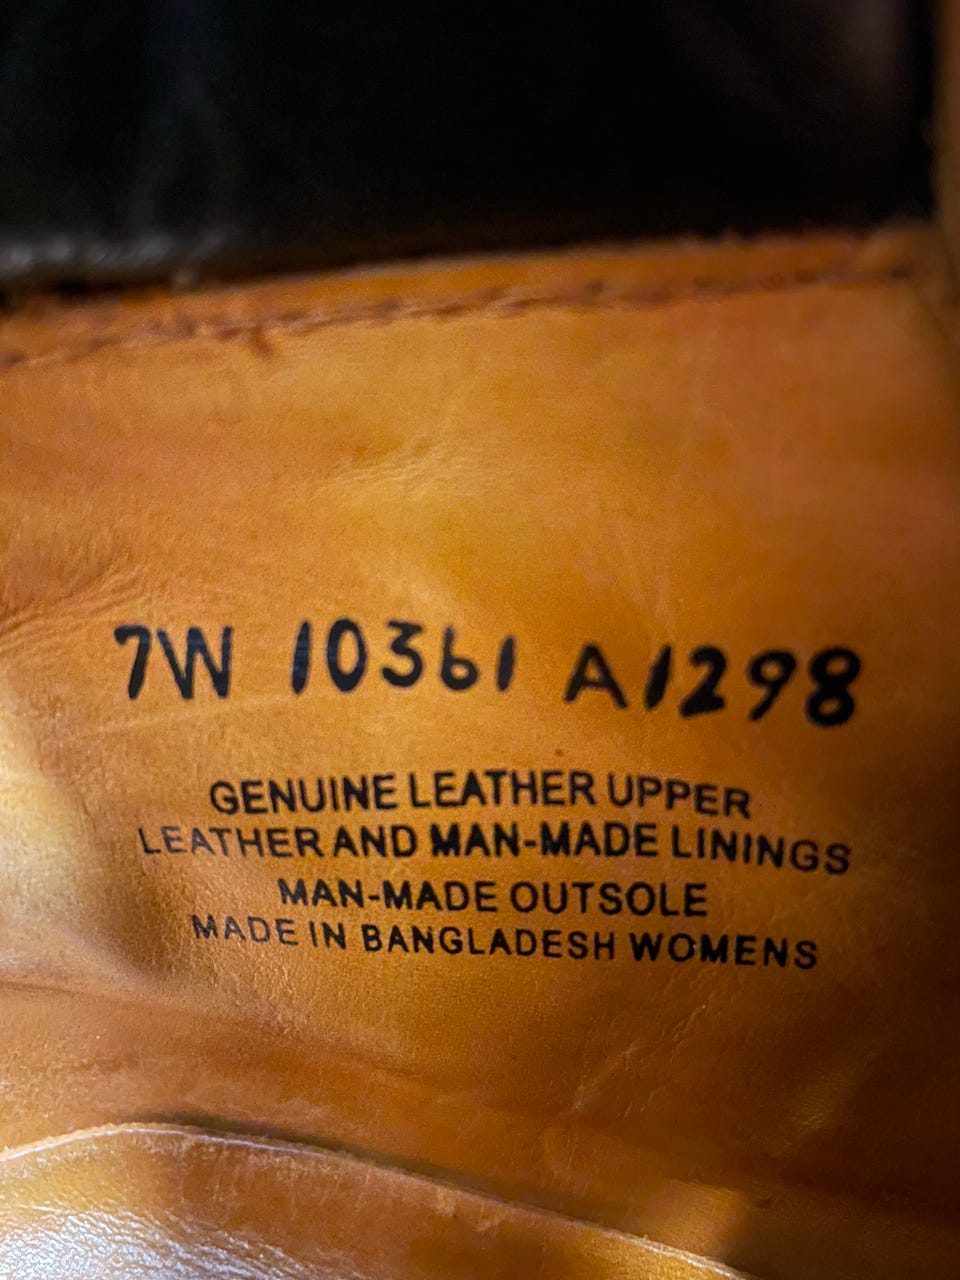 7W 10361 A1298
GENUINE LEATHER UPPER
LEATHER AND MAN-MADE LININGS
MAN-MADE OUTSOLE
MADE IN BANGLADESH WOMENS